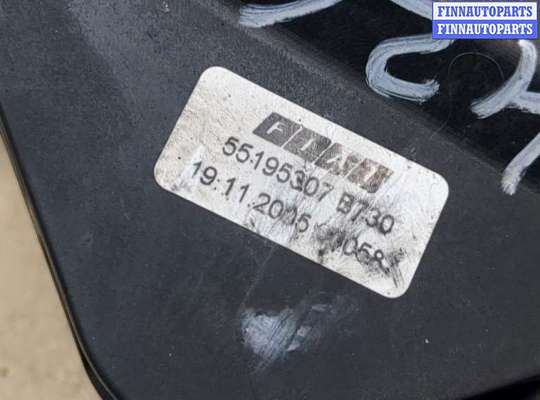 FINNAUTOPARTS
FINNAUTOPARTS
FIAT
55195307 B730
19.11.2005